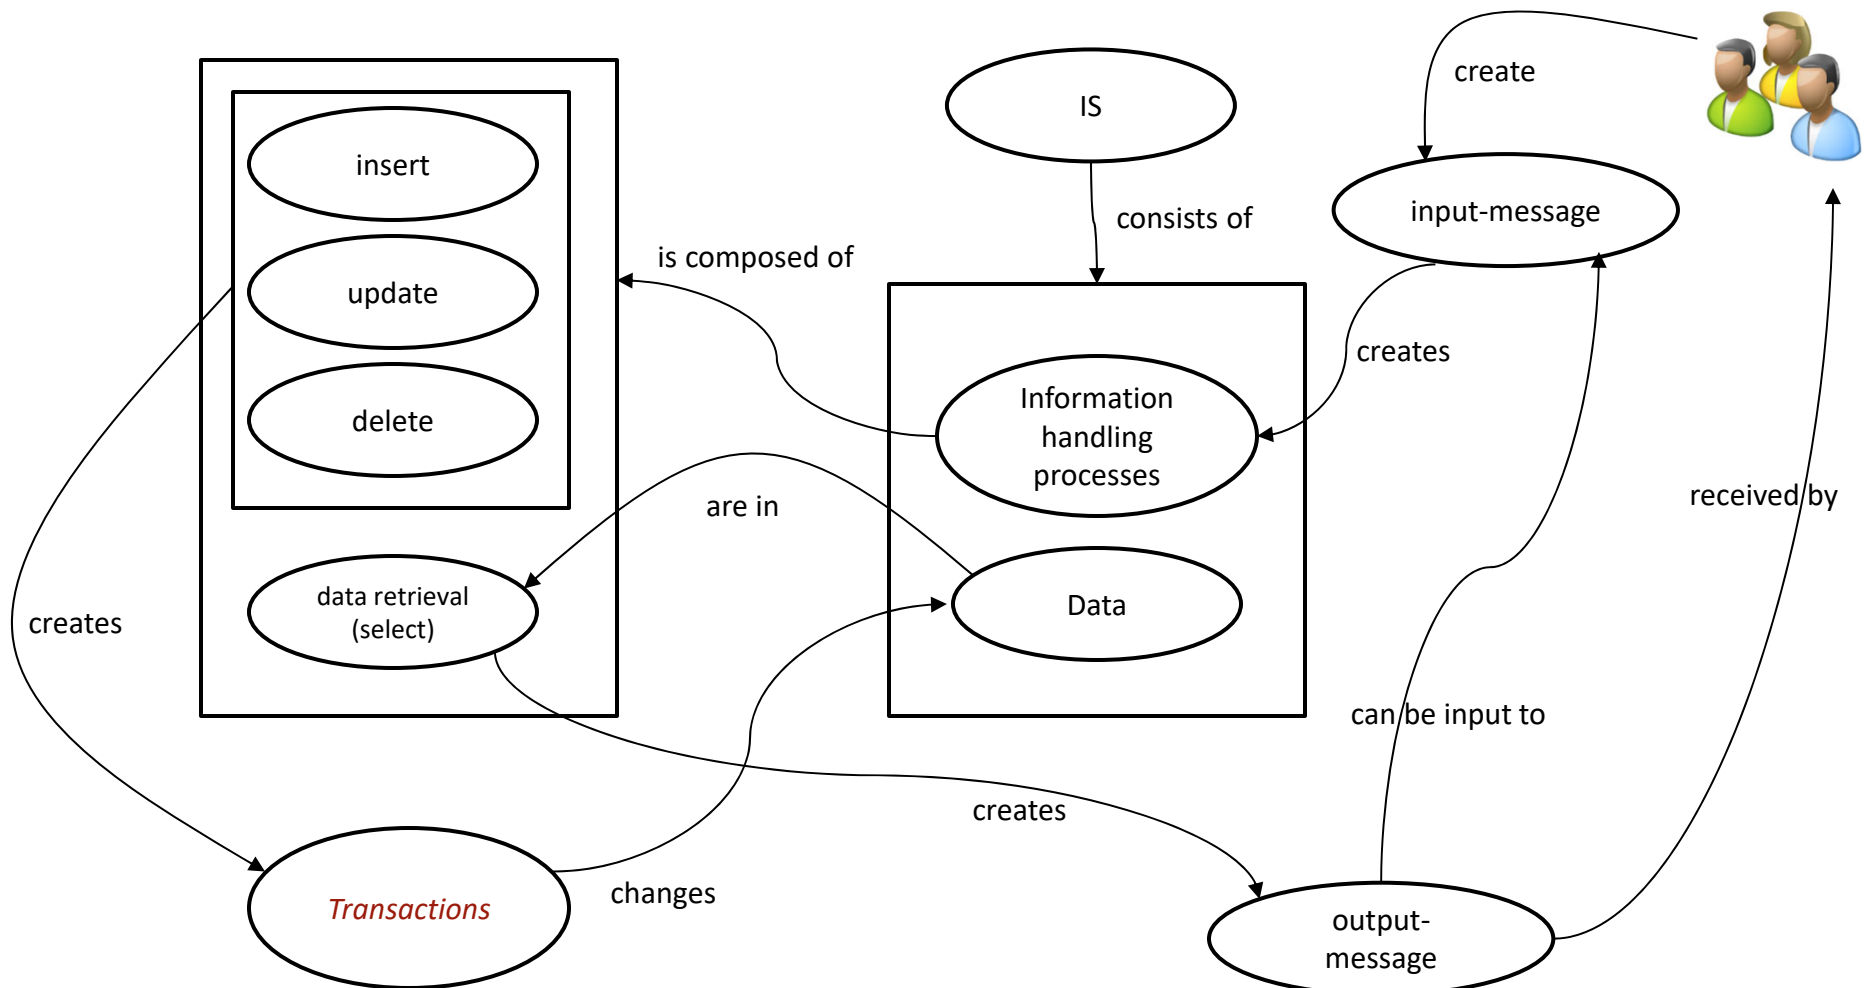 create
IS
insert
input-message
consists of
is composed of
update
creates
Information
handling
processes
delete
are in
received by
data retrieval
(select)
Data
creates
can be input to
creates
changes
Transactions
output-
message